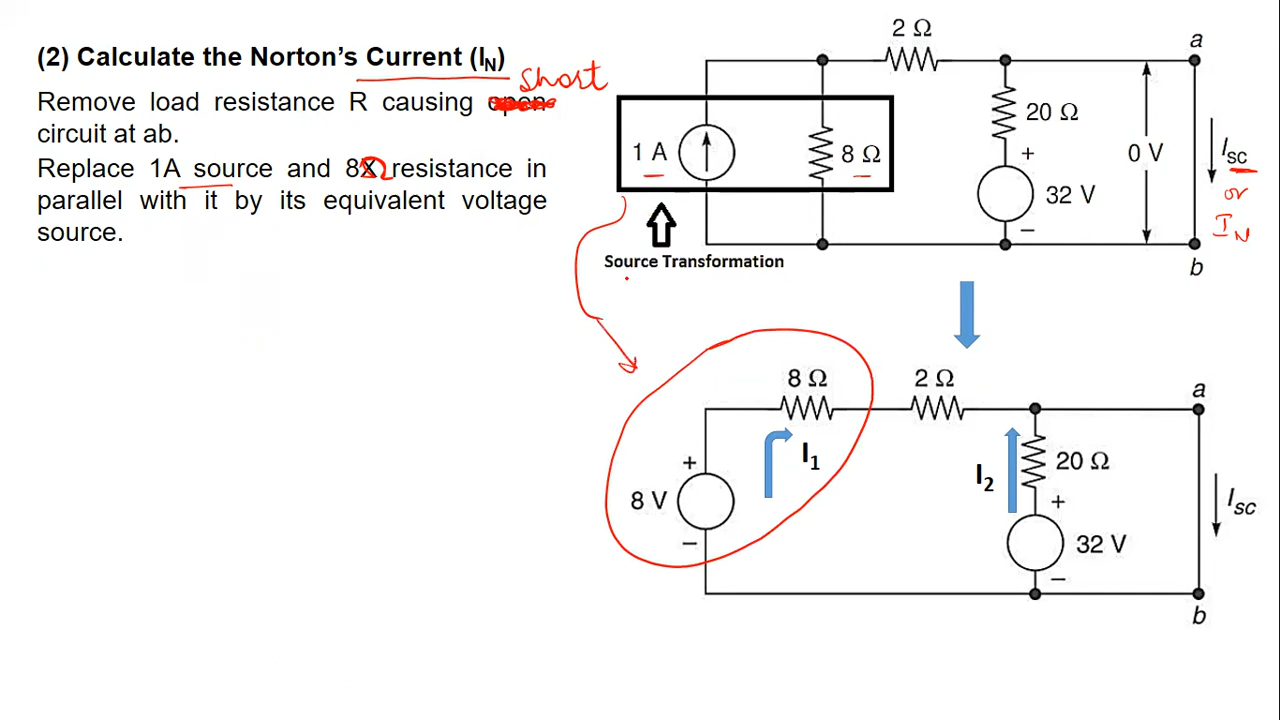 (2) Calculate the Norton's Current (IN)
short
Remove load resistance R causing open
circuit at ab.
Replace 1A source and 8Ω resistance in
parallel with it by its equivalent voltage
source.
2 Ω
a
20 Ω
1 A
8 Ω
+
0 V
Isc
or
IN
32 V
−
b
Source Transformation
8 Ω
2 Ω
a
I1
20 Ω
+
I2
8 V
+
Isc
−
32 V
−
b